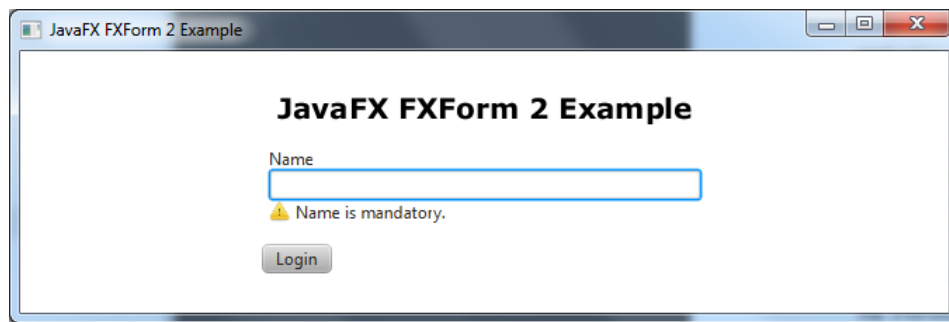 JavaFX FXForm 2 Example
JavaFX FXForm 2 Example
Name
Name is mandatory.
Login